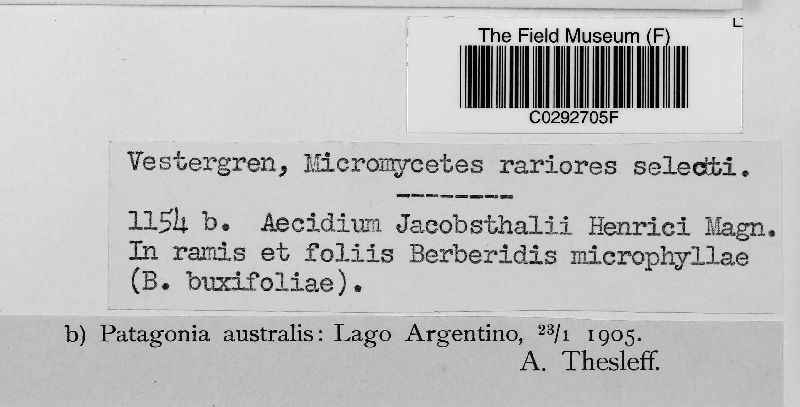 The Field Museum (F)
C0292705F
Vestergren, Micromycetes rariores selecti.
1154 b. Aecidium Jacobsthalii Henrici Magn.
In ramis et foliis Berberidis microphyllae
(B. buxifoliae).
b) Patagonia australis: Lago Argentino, 23/1 1905.
A. Thesleff.